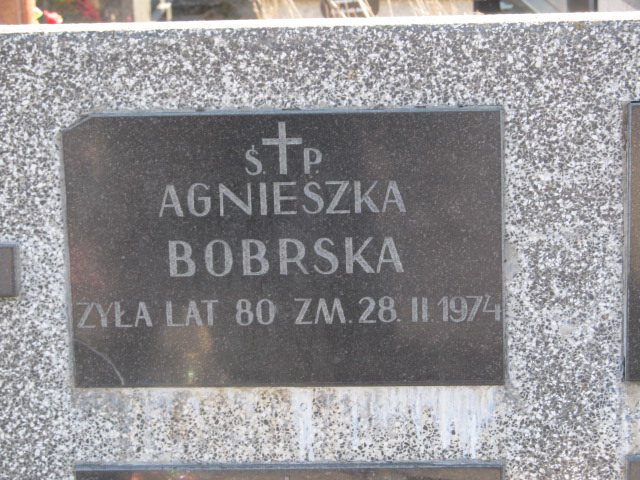 Ś. P.
AGNIESZKA
BOBRSKA
ŻYŁA LAT 80 ZM. 28. II. 1974